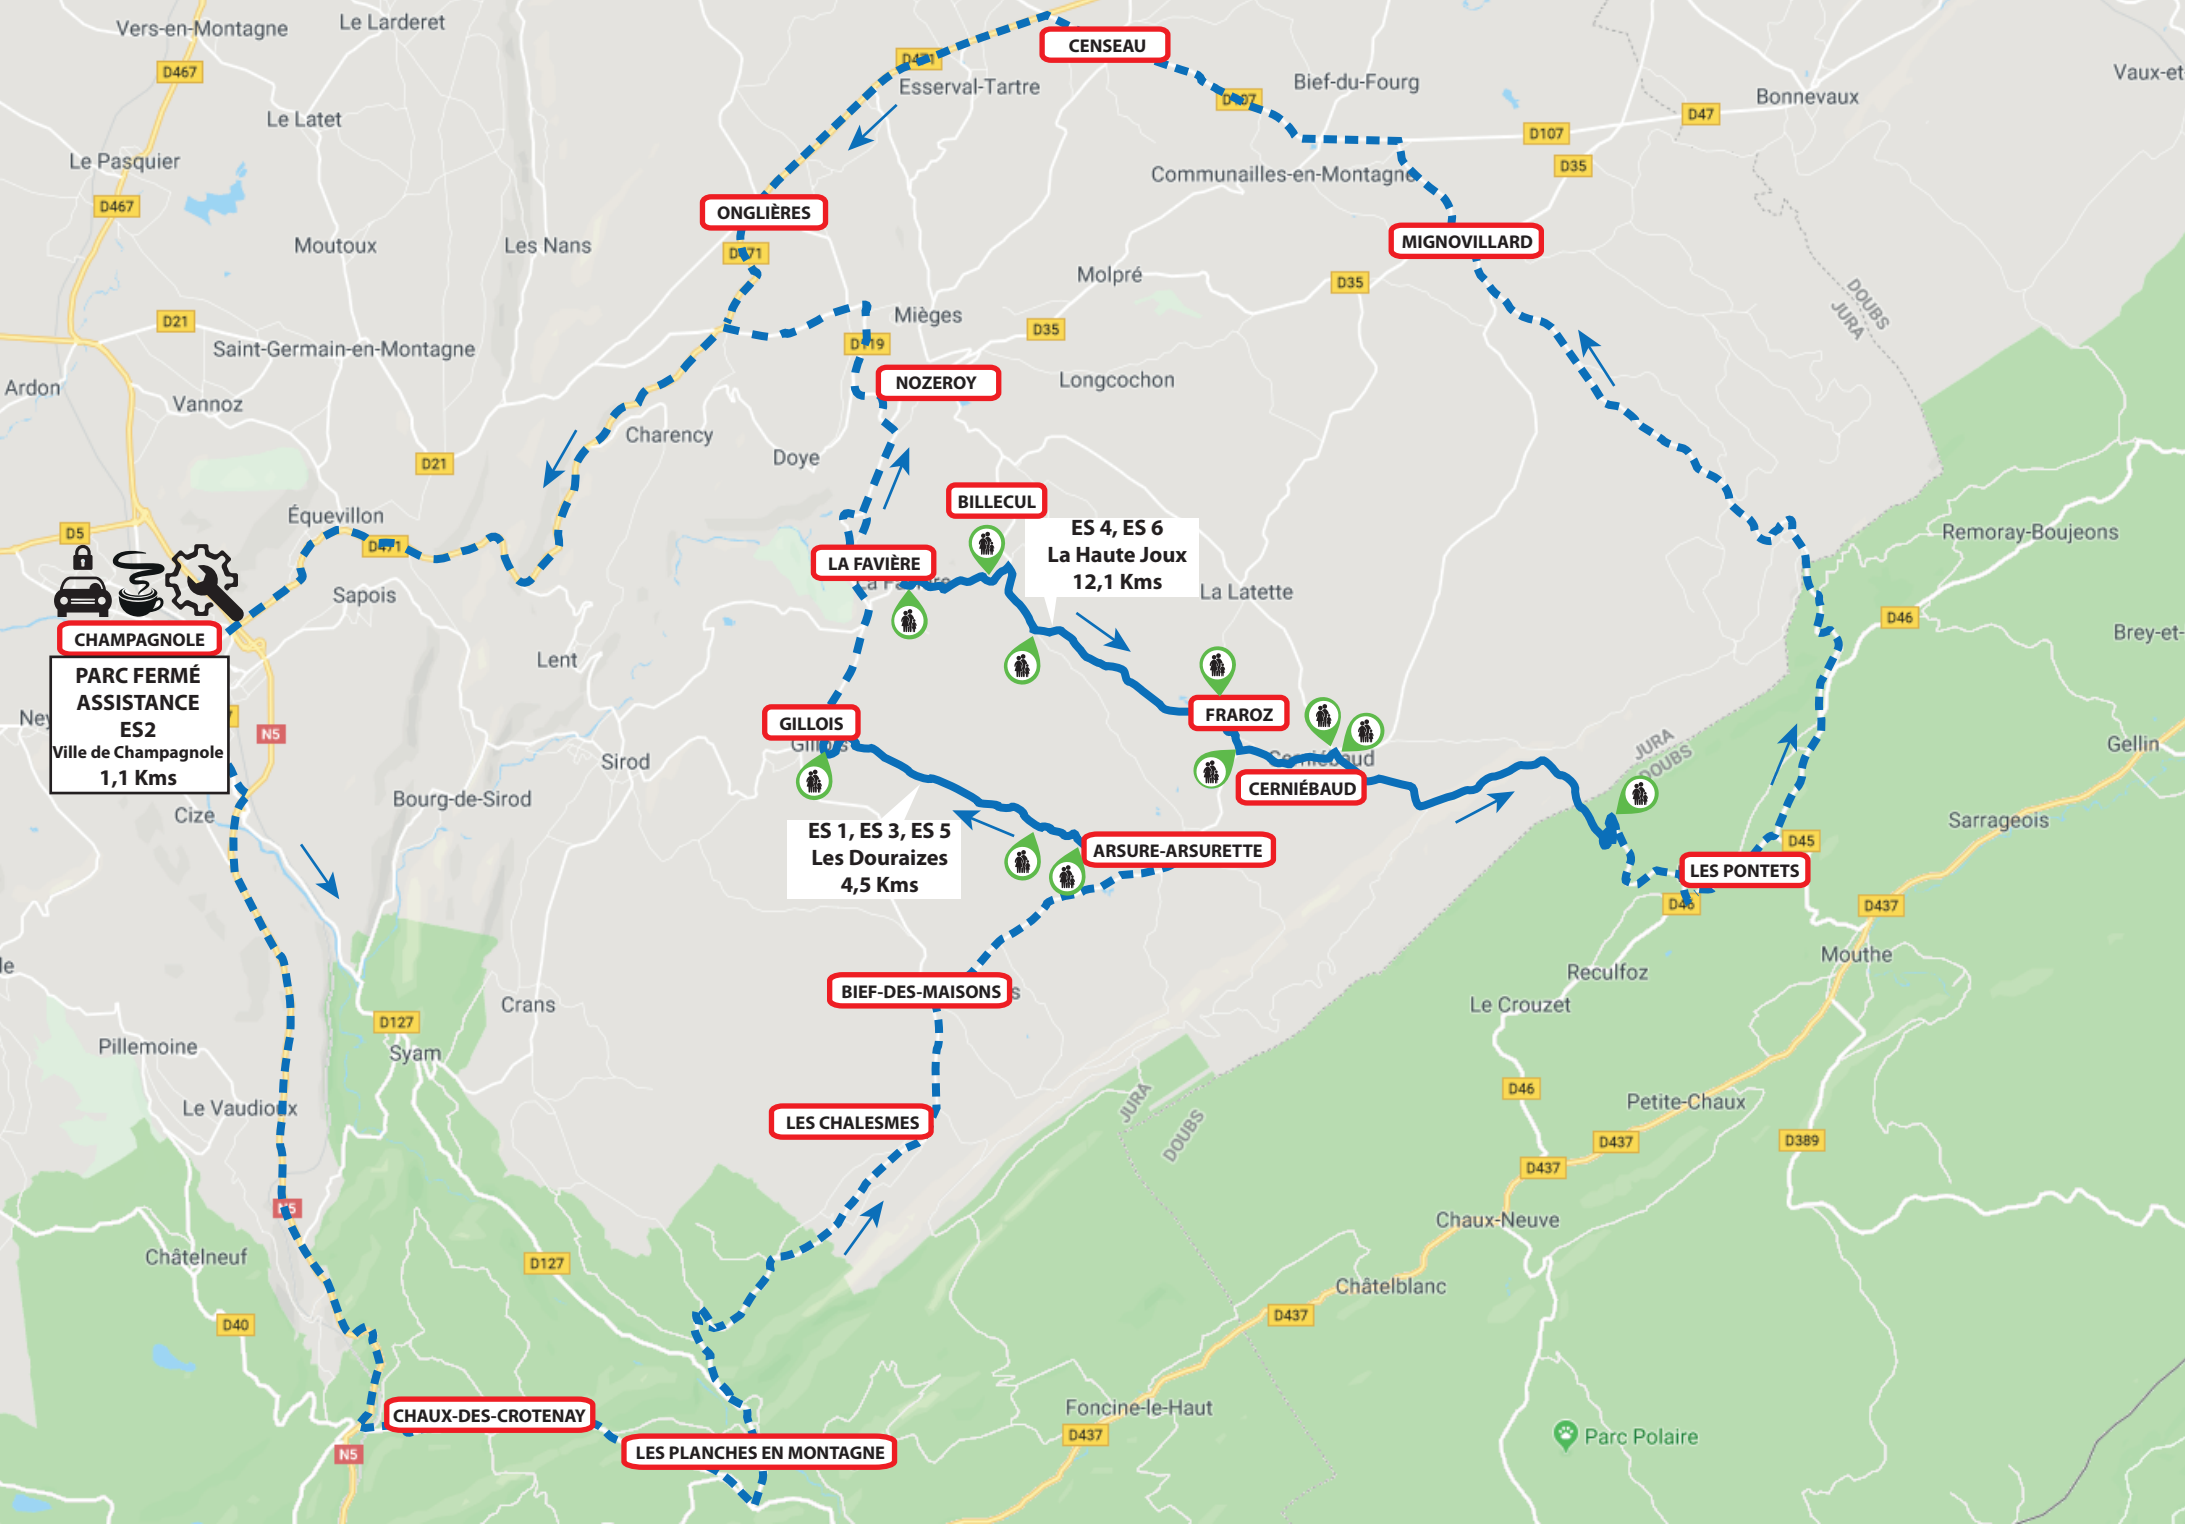 Vers-en-Montagne
Le Larderet
CENSEAU
D467
D471
Esserval-Tartre
Bief-du-Fourg
Vaux-et-
Bonnevaux
D107
D47
Le Latet
D107
Le Pasquier
D35
Communailles-en-Montagne
D467
ONGLIÈRES
MIGNOVILLARD
Moutoux
Les Nans
D471
Molpré
D35
DOUBS
JURA
D21
Mièges
D35
D119
Saint-Germain-en-Montagne
Ardon
NOZEROY
Longcochon
Vannoz
Charency
Doye
D21
BILLECUL
Équevillon
D5
D471
ES 4, ES 6
La Haute Joux
12,1 Kms
Remoray-Boujeons
LA FAVIÈRE
La Favière
Sapois
La Latette
D46
Brey-et-
CHAMPAGNOLE
PARC FERMÉ
ASSISTANCE
ES2
Ville de Champagnole
1,1 Kms
Lent
Ney
N5
GILLOIS
Gillois
FRAROZ
JURA
DOUBS
Gellin
Sirod
Cerniébaud
CERNIÉBAUD
Bourg-de-Sirod
Cize
Sarrageois
ES 1, ES 3, ES 5
Les Douraizes
4,5 Kms
ARSURE-ARSURETTE
D45
LES PONTETS
D46
D437
Mouthe
le
Reculfoz
BIEF-DES-MAISONS
s
Crans
Le Crouzet
D127
Pillemoine
Syam
D46
JURA
DOUBS
Petite-Chaux
Le Vaudioux
LES CHALESMES
D437
D389
D437
N5
Chaux-Neuve
Châtelneuf
D127
Châtelblanc
D40
D437
CHAUX-DES-CROTENAY
Foncine-le-Haut
D437
Parc Polaire
N5
LES PLANCHES EN MONTAGNE